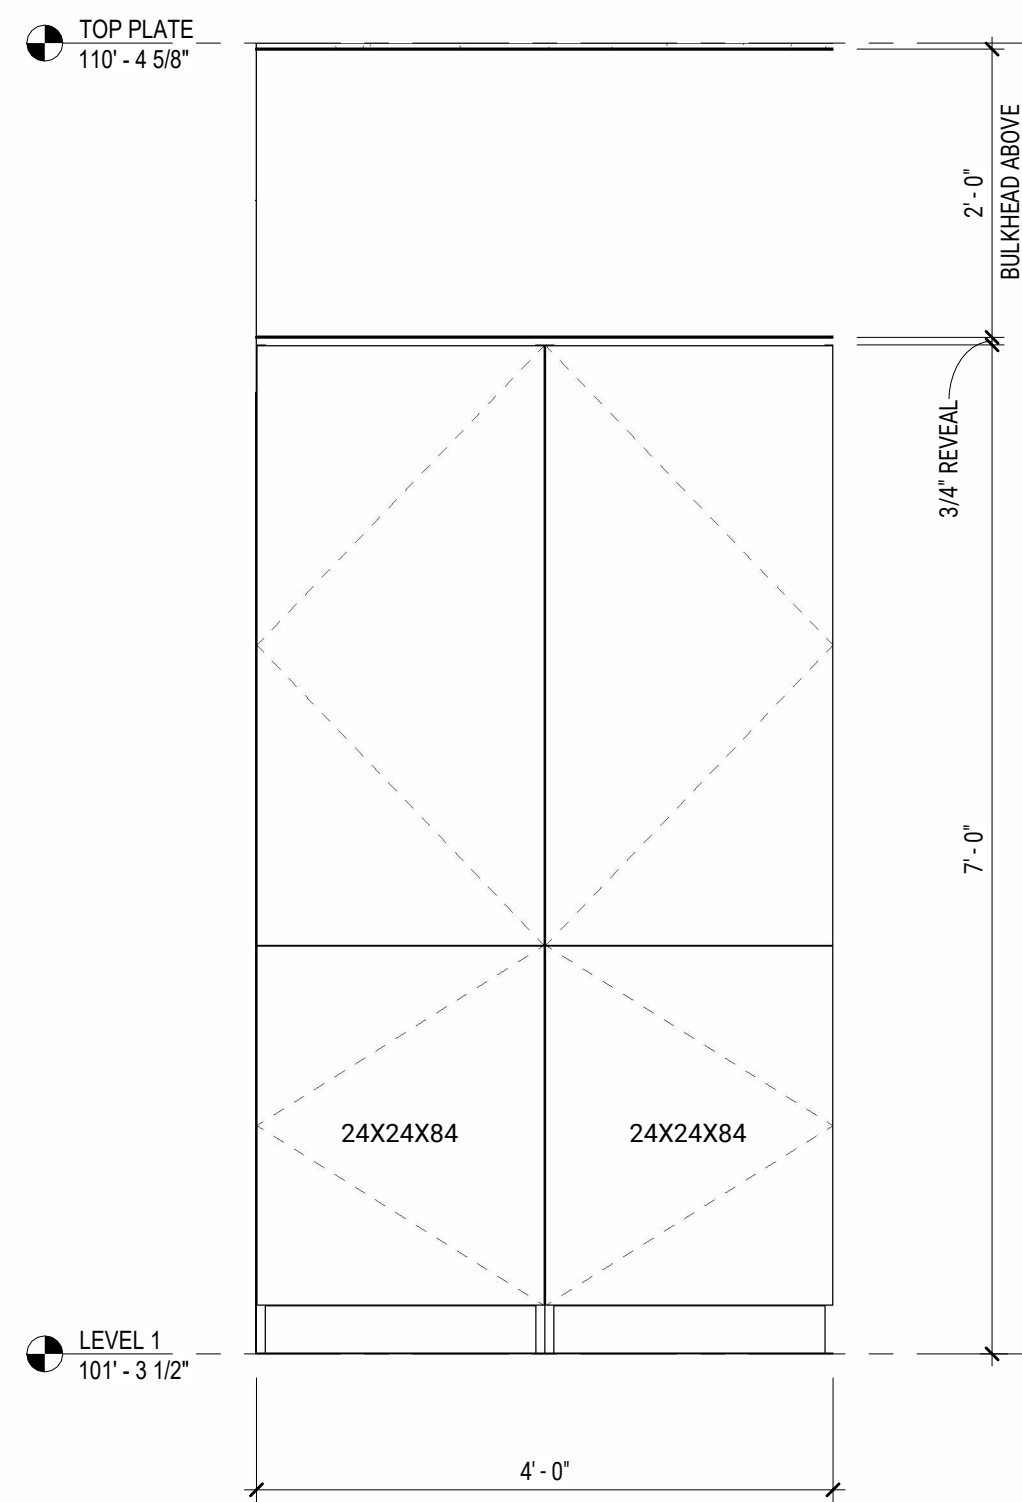 TOP PLATE
110' - 4 5/8"
2' - 0"
BULKHEAD ABOVE
3/4" REVEAL
7' - 0"
24X24X84
24X24X84
LEVEL 1
101' - 3 1/2"
4' - 0"